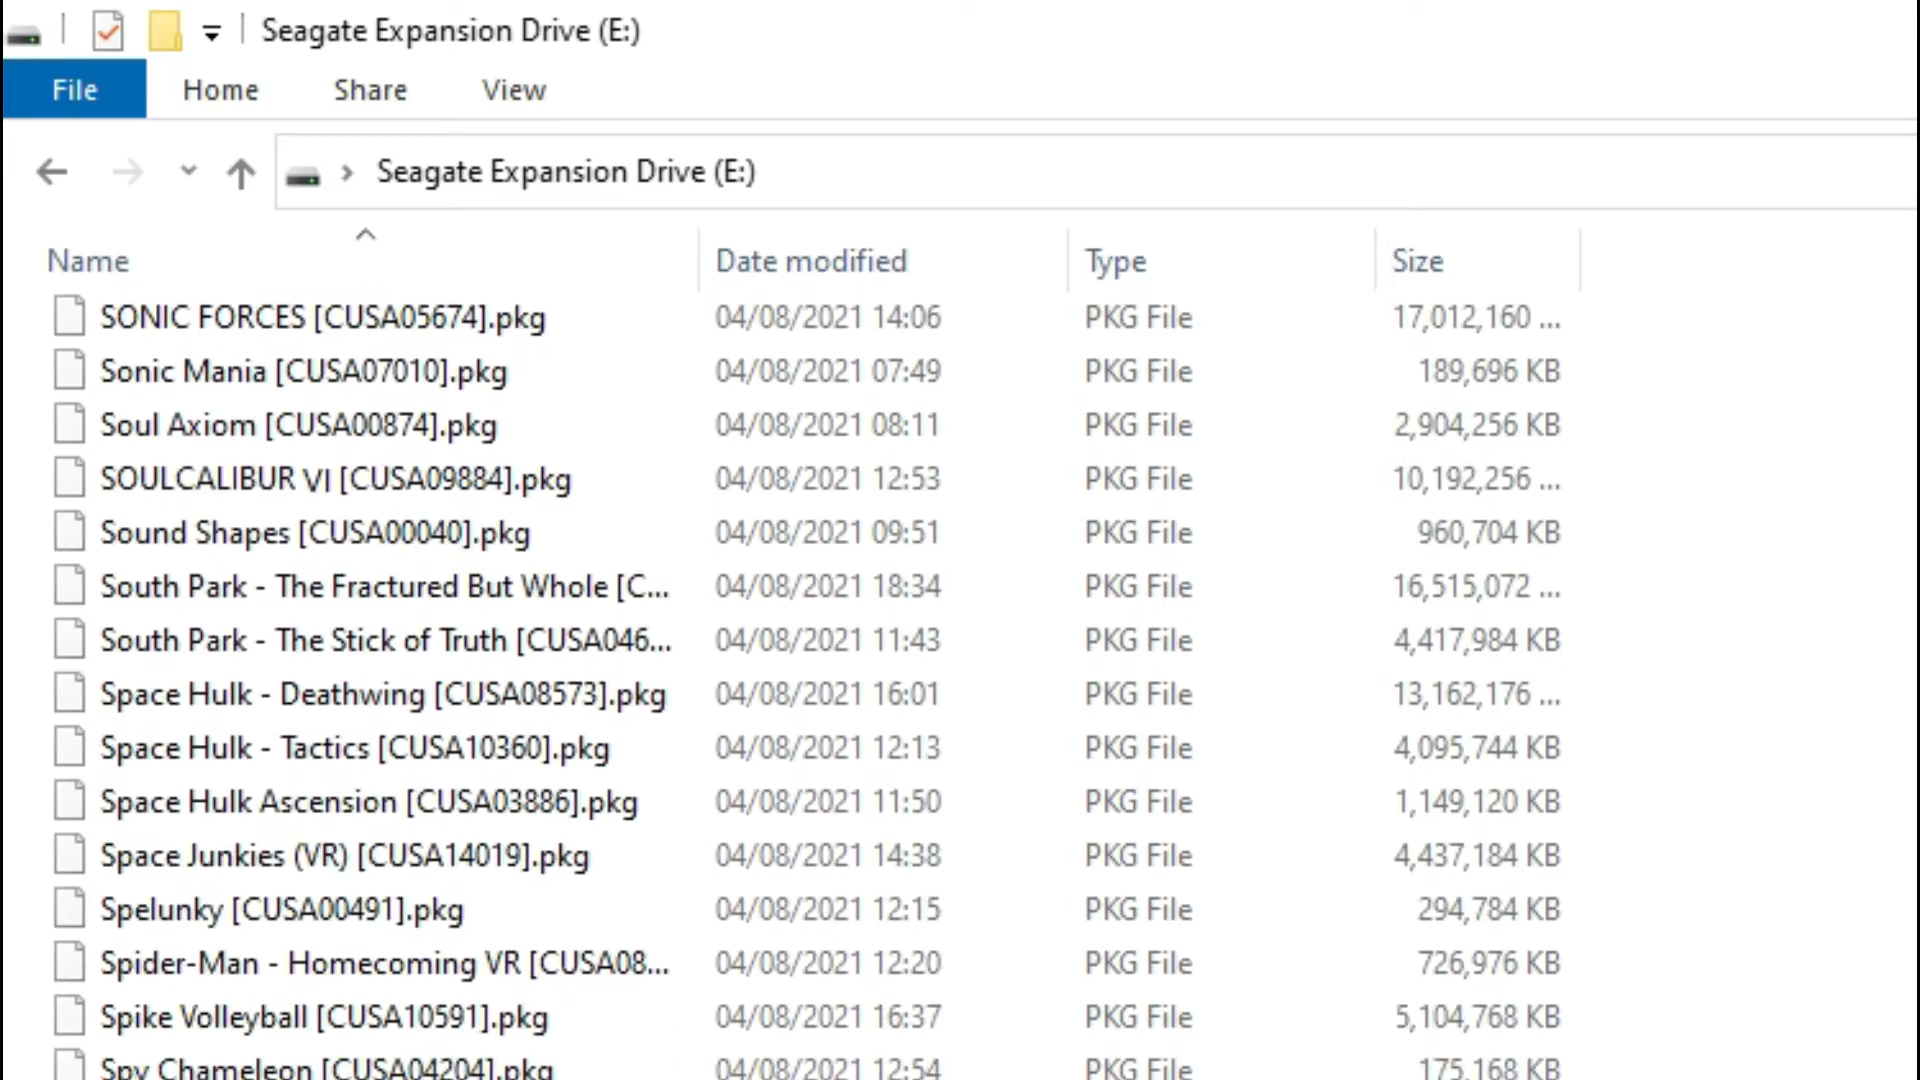 Seagate Expansion Drive (E:)
File Home Share View
Seagate Expansion Drive (E:)
Name Date modified Type Size
SONIC FORCES [CUSA05674].pkg 04/08/2021 14:06 PKG File 17,012,160 ...
Sonic Mania [CUSA07010].pkg 04/08/2021 07:49 PKG File 189,696 KB
Soul Axiom [CUSA00874].pkg 04/08/2021 08:11 PKG File 2,904,256 KB
SOULCALIBUR Ⅵ [CUSA09884].pkg 04/08/2021 12:53 PKG File 10,192,256 ...
Sound Shapes [CUSA00040].pkg 04/08/2021 09:51 PKG File 960,704 KB
South Park - The Fractured But Whole [C... 04/08/2021 18:34 PKG File 16,515,072 ...
South Park - The Stick of Truth [CUSA046... 04/08/2021 11:43 PKG File 4,417,984 KB
Space Hulk - Deathwing [CUSA08573].pkg 04/08/2021 16:01 PKG File 13,162,176 ...
Space Hulk - Tactics [CUSA10360].pkg 04/08/2021 12:13 PKG File 4,095,744 KB
Space Hulk Ascension [CUSA03886].pkg 04/08/2021 11:50 PKG File 1,149,120 KB
Space Junkies (VR) [CUSA14019].pkg 04/08/2021 14:38 PKG File 4,437,184 KB
Spelunky [CUSA00491].pkg 04/08/2021 12:15 PKG File 294,784 KB
Spider-Man - Homecoming VR [CUSA08... 04/08/2021 12:20 PKG File 726,976 KB
Spike Volleyball [CUSA10591].pkg 04/08/2021 16:37 PKG File 5,104,768 KB
Spy Chameleon [CUSA04204].pkg 04/08/2021 12:54 PKG File 175,168 KB